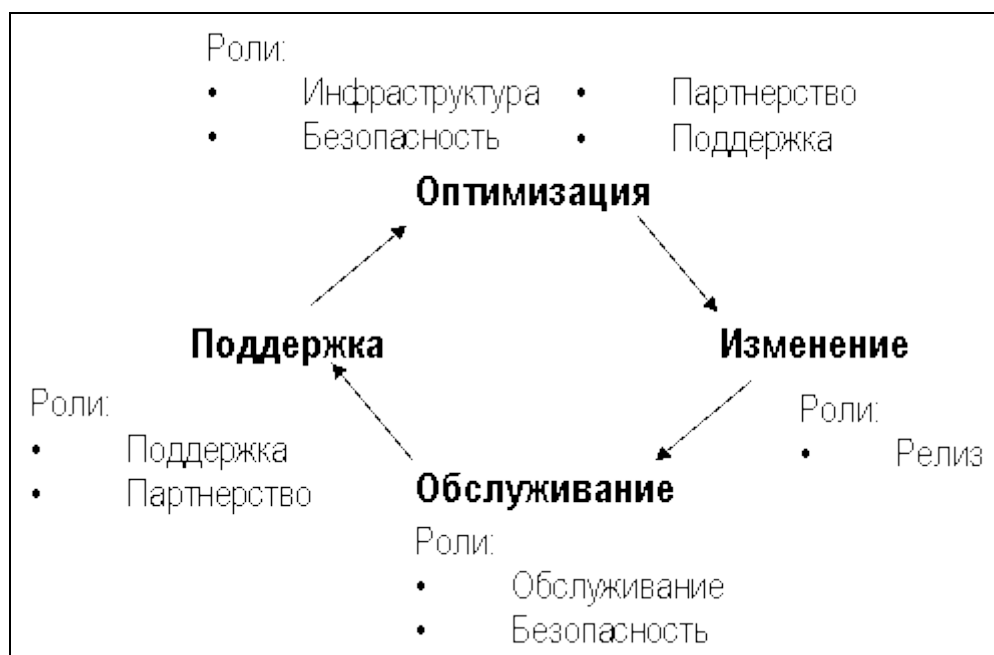 Роли:
• Инфраструктура • Партнерство
• Безопасность • Поддержка
Оптимизация
Поддержка Изменение
Роли:
• Поддержка
• Партнерство
Роли:
• Релиз
Обслуживание
Роли:
• Обслуживание
• Безопасность